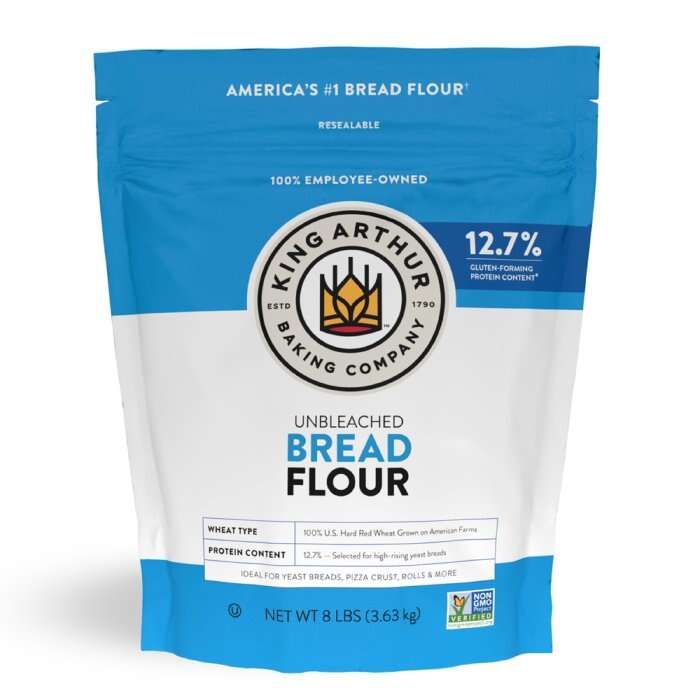 AMERICA'S #1 BREAD FLOUR†
RESEALABLE
100% EMPLOYEE-OWNED
KING ARTHUR
ESTD 1790
BAKING COMPANY
™
12.7%
GLUTEN-FORMING
PROTEIN CONTENT*
UNBLEACHED
BREAD
FLOUR
WHEAT TYPE 100% U.S. Hard Red Wheat Grown on American Farms
PROTEIN CONTENT 12.7% — Selected for high-rising yeast breads
IDEAL FOR YEAST BREADS, PIZZA CRUST, ROLLS & MORE
U
NET WT 8 LBS (3.63 kg)
NON
GMO
Project
VERIFIED